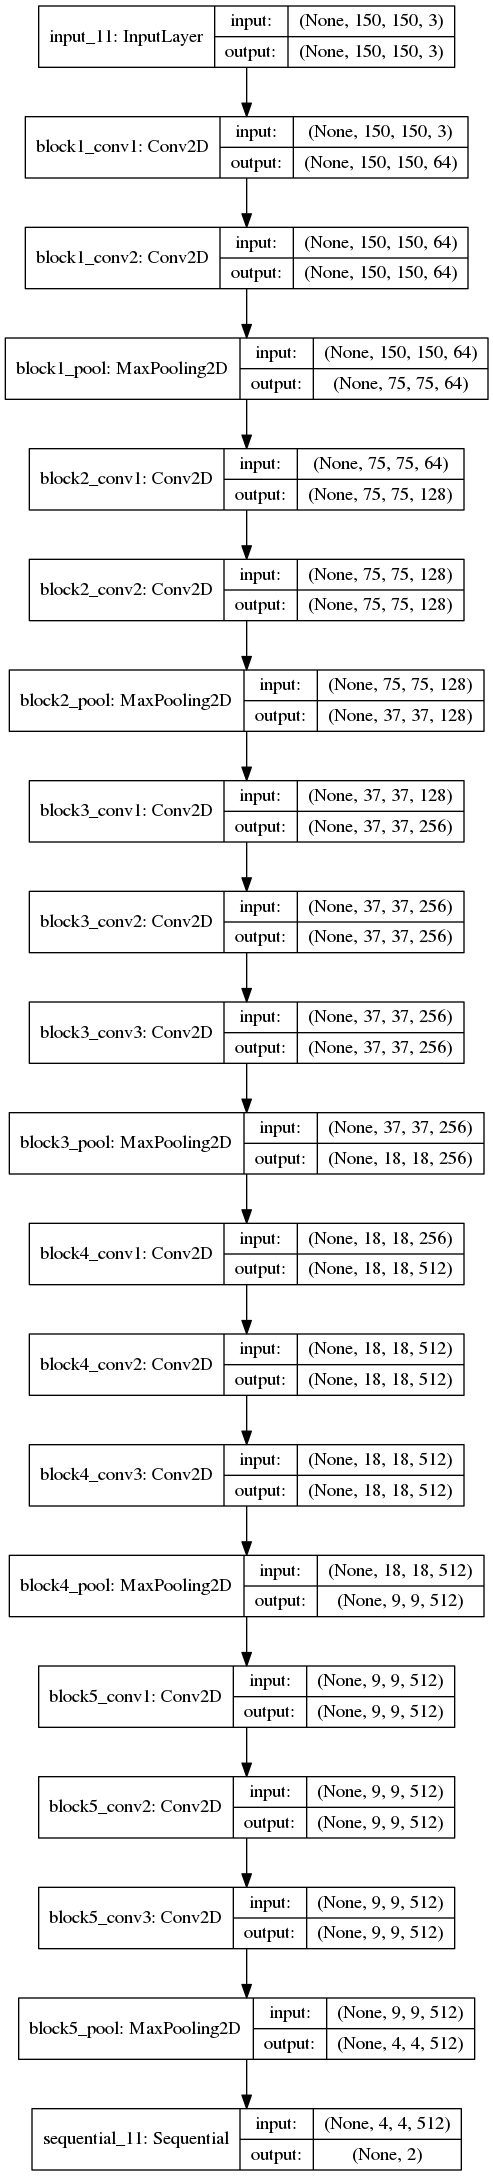 input_11: InputLayer
input: (None, 150, 150, 3)
output: (None, 150, 150, 3)
block1_conv1: Conv2D
input: (None, 150, 150, 3)
output: (None, 150, 150, 64)
block1_conv2: Conv2D
input: (None, 150, 150, 64)
output: (None, 150, 150, 64)
block1_pool: MaxPooling2D
input: (None, 150, 150, 64)
output: (None, 75, 75, 64)
block2_conv1: Conv2D
input: (None, 75, 75, 64)
output: (None, 75, 75, 128)
block2_conv2: Conv2D
input: (None, 75, 75, 128)
output: (None, 75, 75, 128)
block2_pool: MaxPooling2D
input: (None, 75, 75, 128)
output: (None, 37, 37, 128)
block3_conv1: Conv2D
input: (None, 37, 37, 128)
output: (None, 37, 37, 256)
block3_conv2: Conv2D
input: (None, 37, 37, 256)
output: (None, 37, 37, 256)
block3_conv3: Conv2D
input: (None, 37, 37, 256)
output: (None, 37, 37, 256)
block3_pool: MaxPooling2D
input: (None, 37, 37, 256)
output: (None, 18, 18, 256)
block4_conv1: Conv2D
input: (None, 18, 18, 256)
output: (None, 18, 18, 512)
block4_conv2: Conv2D
input: (None, 18, 18, 512)
output: (None, 18, 18, 512)
block4_conv3: Conv2D
input: (None, 18, 18, 512)
output: (None, 18, 18, 512)
block4_pool: MaxPooling2D
input: (None, 18, 18, 512)
output: (None, 9, 9, 512)
block5_conv1: Conv2D
input: (None, 9, 9, 512)
output: (None, 9, 9, 512)
block5_conv2: Conv2D
input: (None, 9, 9, 512)
output: (None, 9, 9, 512)
block5_conv3: Conv2D
input: (None, 9, 9, 512)
output: (None, 9, 9, 512)
block5_pool: MaxPooling2D
input: (None, 9, 9, 512)
output: (None, 4, 4, 512)
sequential_11: Sequential
input: (None, 4, 4, 512)
output: (None, 2)